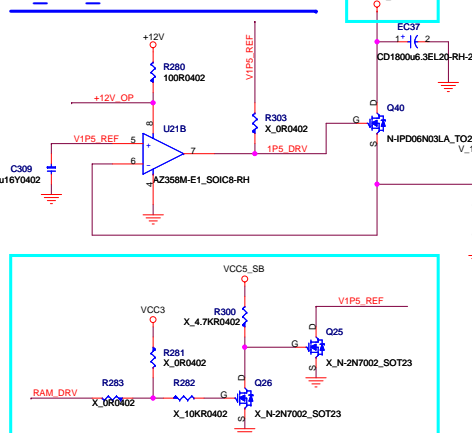 EC37
1 + 2
CD1800u6.3EL20-RH-2
+12V
R280
100R0402
V1P5_REF
+12V_OP
Q40
D
G
S
N-IPD06N03LA_TO2
V_1
R303
X_0R0402
U21B
8
V1P5_REF
5
+
7
1P5_DRV
6
-
4
AZ358M-E1_SOIC8-RH
C309
u16Y0402
VCC5_SB
VCC3
R300
X_4.7KR0402
V1P5_REF
Q25
D
G
S
X_N-2N7002_SOT23
R281
X_0R0402
RAM_DRV
R283
X_0R0402
R282
X_10KR0402
Q26
D
G
S
X_N-2N7002_SOT23